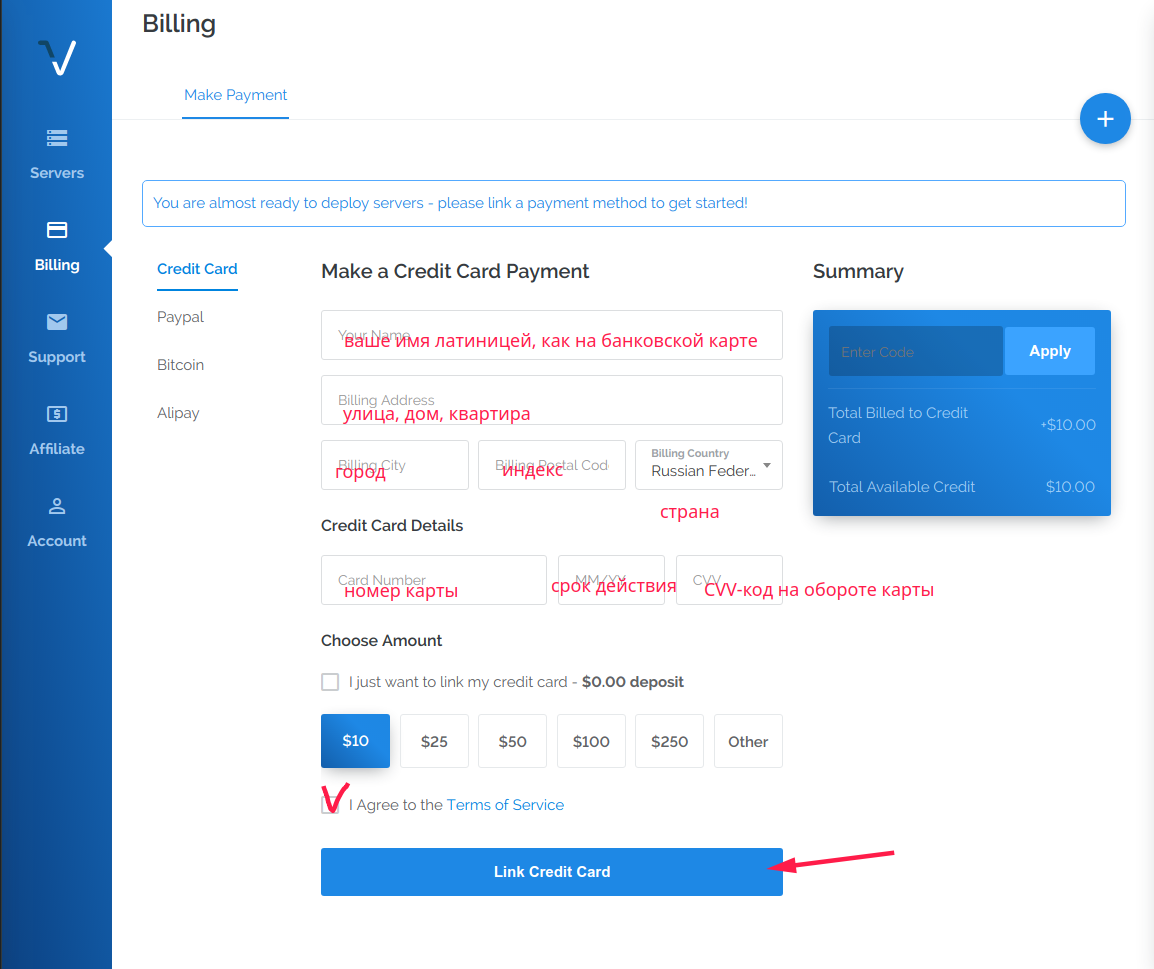 Billing
Make Payment
+
Servers
Billing
Support
Affiliate
Account
You are almost ready to deploy servers - please link a payment method to get started!
Credit Card
Paypal
Bitcoin
Alipay
Make a Credit Card Payment
Your Name
ваше имя латиницей, как на банковской карте
Billing Address
улица, дом, квартира
Billing City
город
Billing Postal Code
индекс
Billing Country
Russian Feder...
страна
Credit Card Details
Card Number
номер карты
MM/YY
срок действия
CVV
CVV-код на обороте карты
Choose Amount
I just want to link my credit card - $0.00 deposit
$10 $25 $50 $100 $250 Other
I Agree to the Terms of Service
Link Credit Card
Summary
Enter Code Apply
Total Billed to Credit
Card
+$10.00
Total Available Credit $10.00